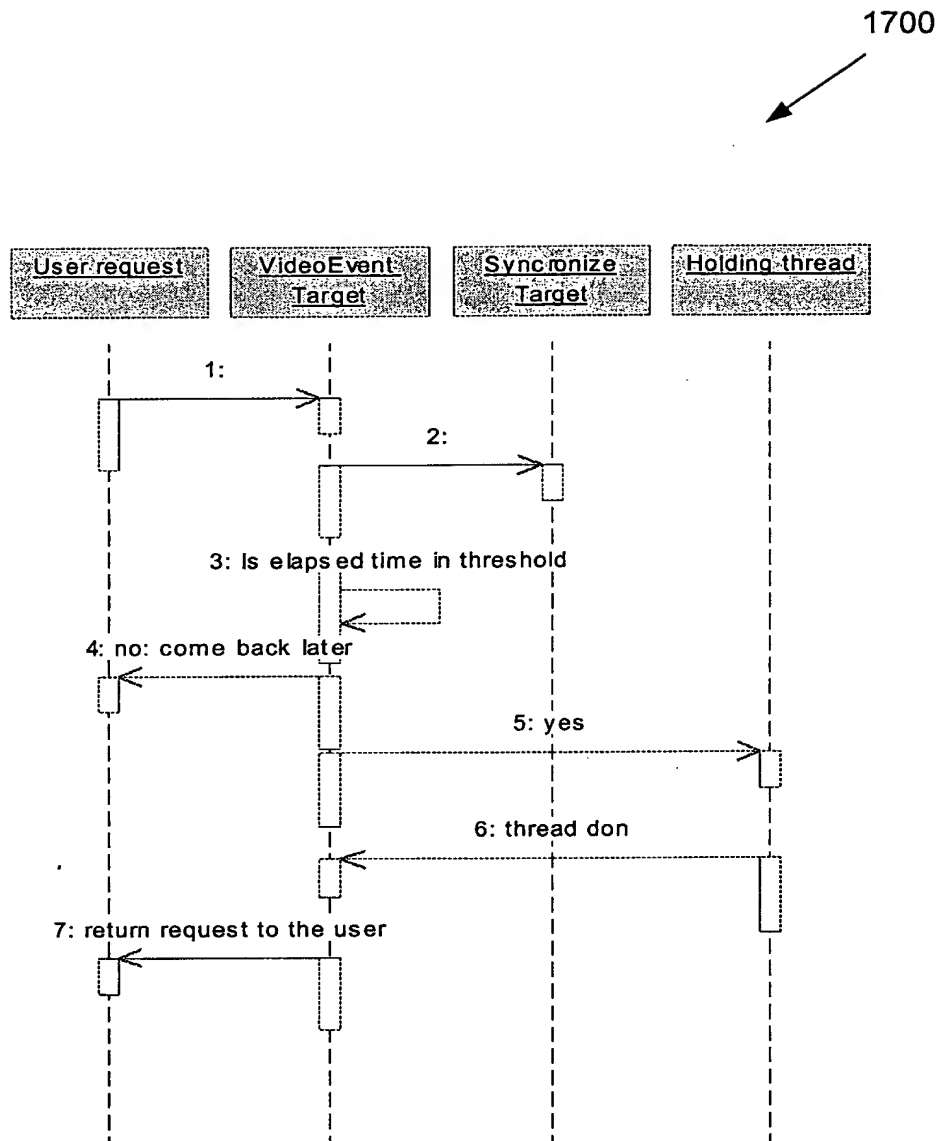 1700
User request
VideoEvent
Target
Syncronize
Target
Holding thread
1:
2:
3: Is elapsed time in threshold
4: no: come back later
5: yes
6: thread don
7: return request to the user